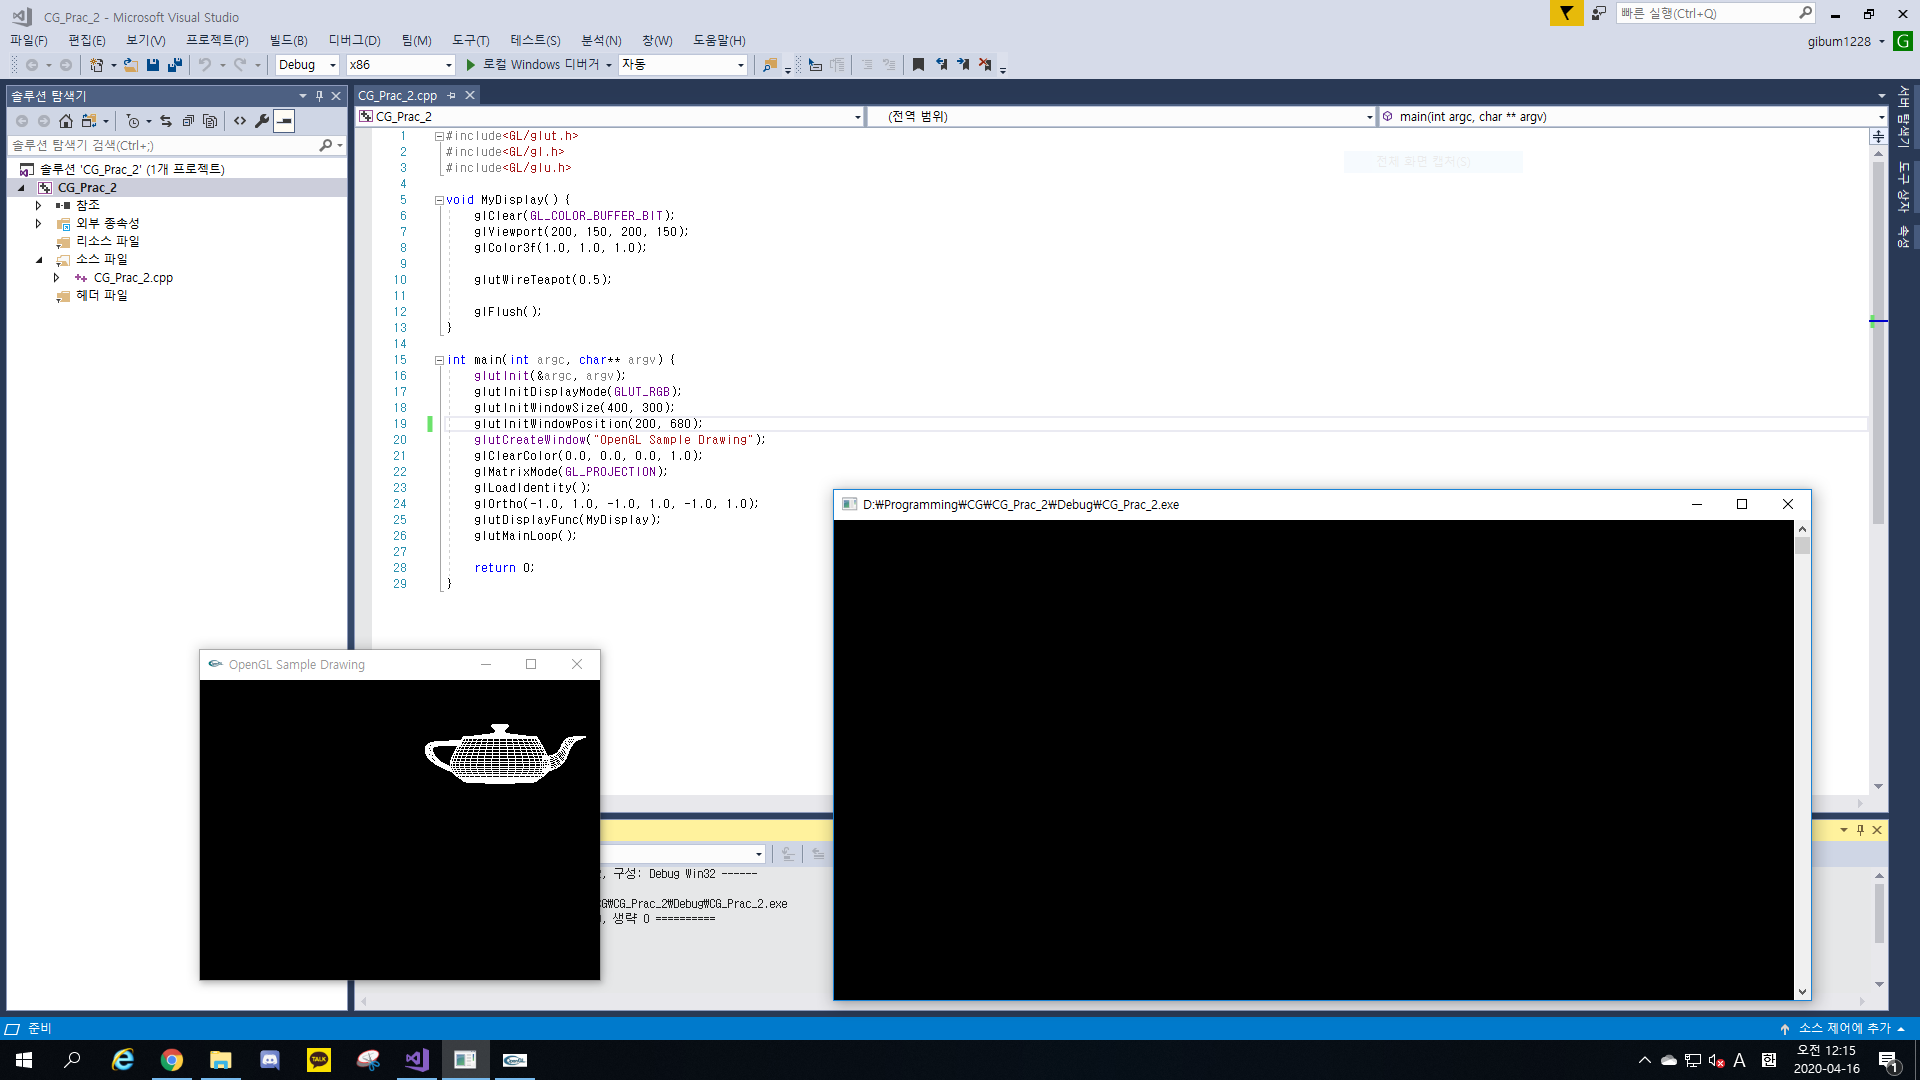 CG_Prac_2 - Microsoft Visual Studio
빠른 실행(Ctrl+Q)
파일(F) 편집(E) 보기(V) 프로젝트(P) 빌드(B) 디버그(D) 팀(M) 도구(T) 테스트(S) 분석(N) 창(W) 도움말(H)
gibum1228
G
Debug x86 로컬 Windows 디버거 자동
솔루션 탐색기
솔루션 탐색기 검색(Ctrl+;)
솔루션 'CG_Prac_2' (1개 프로젝트)
CG_Prac_2
참조
외부 종속성
리소스 파일
소스 파일
CG_Prac_2.cpp
헤더 파일
CG_Prac_2.cpp
CG_Prac_2 (전역 범위) main(int argc, char ** argv)
전체 화면 캡처(S)
1 #include<GL/glut.h>
2 #include<GL/gl.h>
3 #include<GL/glu.h>
4
5 void MyDisplay() {
6 glClear(GL_COLOR_BUFFER_BIT);
7 glViewport(200, 150, 200, 150);
8 glColor3f(1.0, 1.0, 1.0);
9
10 glutWireTeapot(0.5);
11
12 glFlush();
13 }
14
15 int main(int argc, char** argv) {
16 glutInit(&argc, argv);
17 glutInitDisplayMode(GLUT_RGB);
18 glutInitWindowSize(400, 300);
19 glutInitWindowPosition(200, 680);
20 glutCreateWindow("OpenGL Sample Drawing");
21 glClearColor(0.0, 0.0, 0.0, 1.0);
22 glMatrixMode(GL_PROJECTION);
23 glLoadIdentity();
24 glOrtho(-1.0, 1.0, -1.0, 1.0, -1.0, 1.0);
25 glutDisplayFunc(MyDisplay);
26 glutMainLoop();
27
28 return 0;
29 }
서버 탐색기
도구 상자
속성
D:₩Programming₩CG₩CG_Prac_2₩Debug₩CG_Prac_2.exe
OpenGL Sample Drawing
, 구성: Debug Win32 ------
₩CG_Prac_2₩Debug₩CG_Prac_2.exe
, 생략 0 ==========
준비
소스 제어에 추가
TALK
OpenGL
A 한
오전 12:15
2020-04-16
1